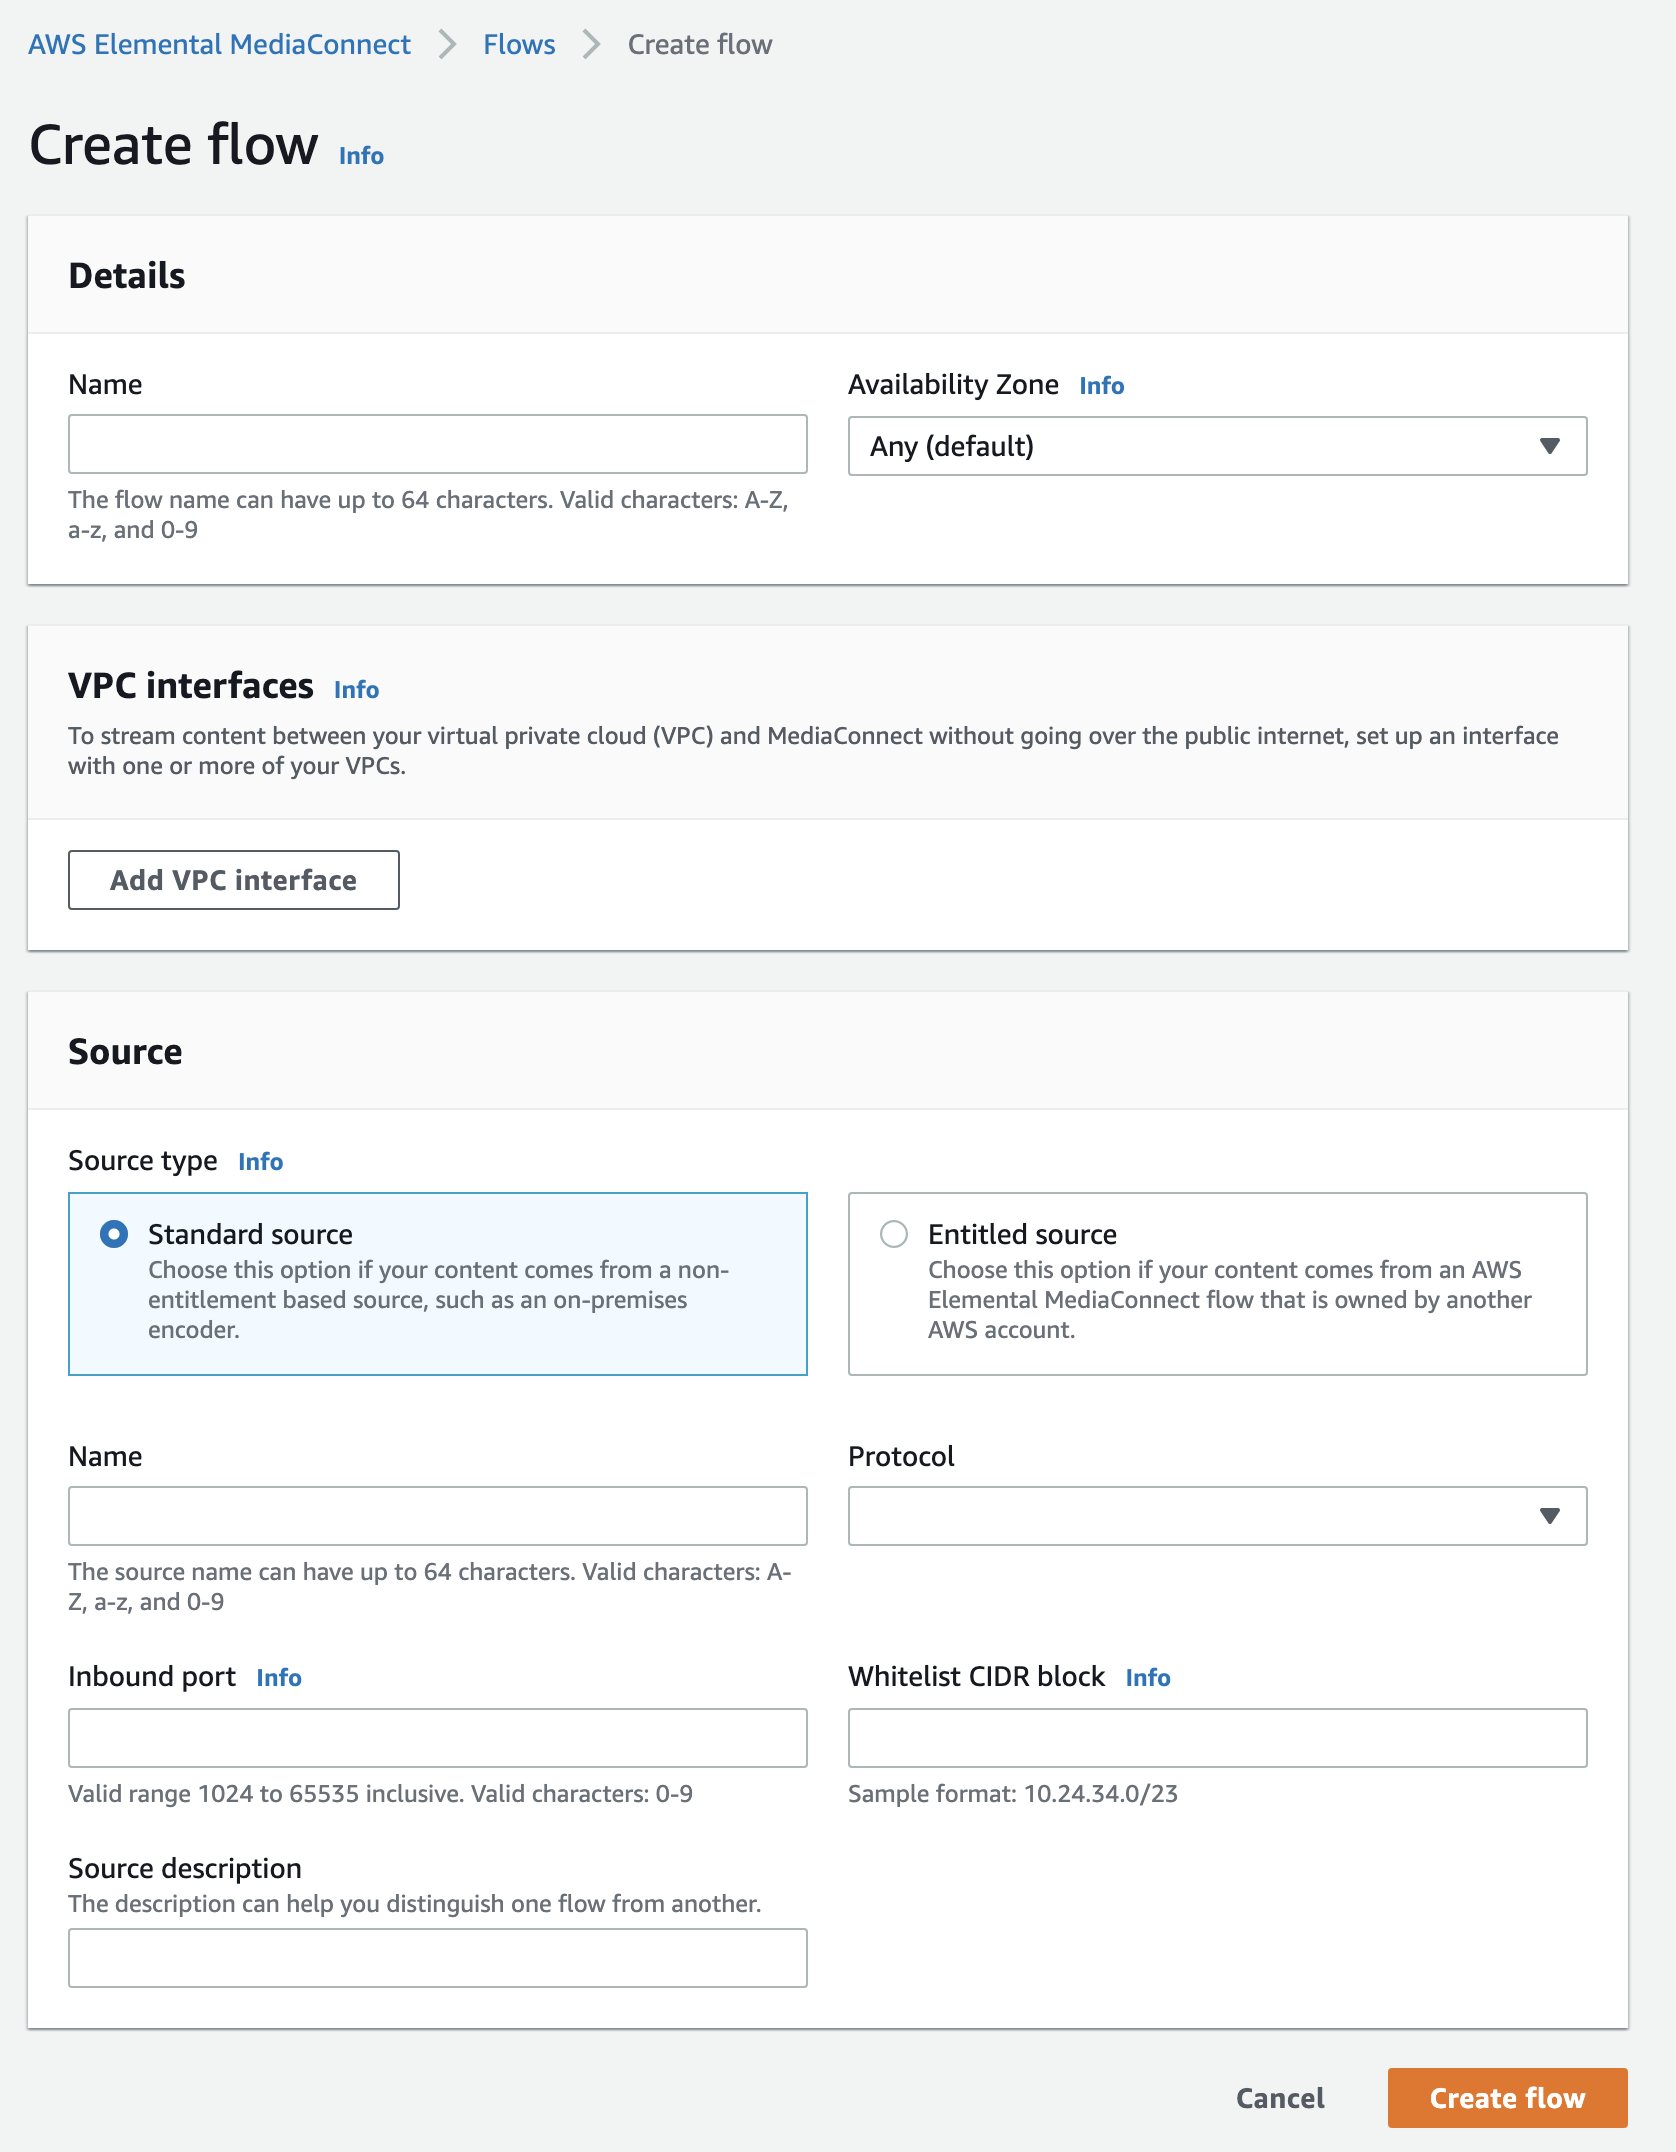 AWS Elemental MediaConnect > Flows > Create flow
Create flow Info
Details
Name
Availability Zone Info
Any (default)
The flow name can have up to 64 characters. Valid characters: A-Z,
a-z, and 0-9
VPC interfaces Info
To stream content between your virtual private cloud (VPC) and MediaConnect without going over the public internet, set up an interface
with one or more of your VPCs.
Add VPC interface
Source
Source type Info
Standard source
Choose this option if your content comes from a non-
entitlement based source, such as an on-premises
encoder.
Entitled source
Choose this option if your content comes from an AWS
Elemental MediaConnect flow that is owned by another
AWS account.
Name
Protocol
The source name can have up to 64 characters. Valid characters: A-
Z, a-z, and 0-9
Inbound port Info
Whitelist CIDR block Info
Valid range 1024 to 65535 inclusive. Valid characters: 0-9
Sample format: 10.24.34.0/23
Source description
The description can help you distinguish one flow from another.
Cancel
Create flow